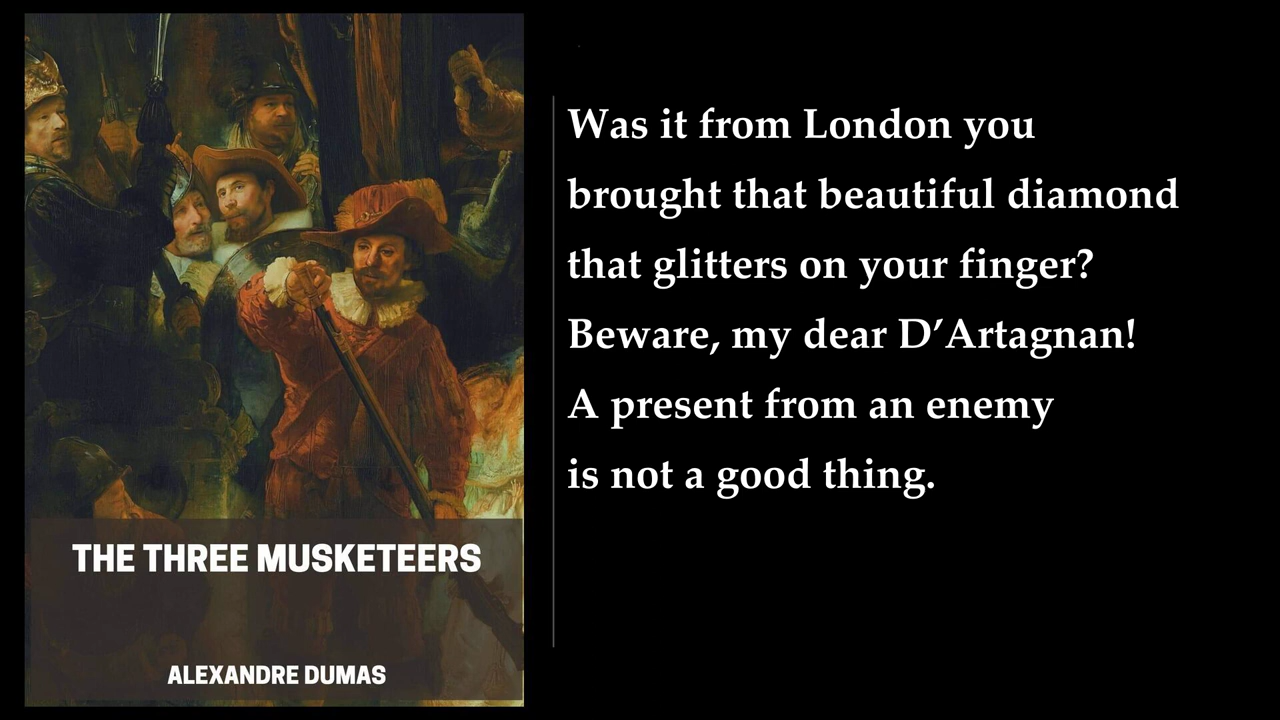 THE THREE MUSKETEERS
ALEXANDRE DUMAS
Was it from London you
brought that beautiful diamond
that glitters on your finger?
Beware, my dear D’Artagnan!
A present from an enemy
is not a good thing.